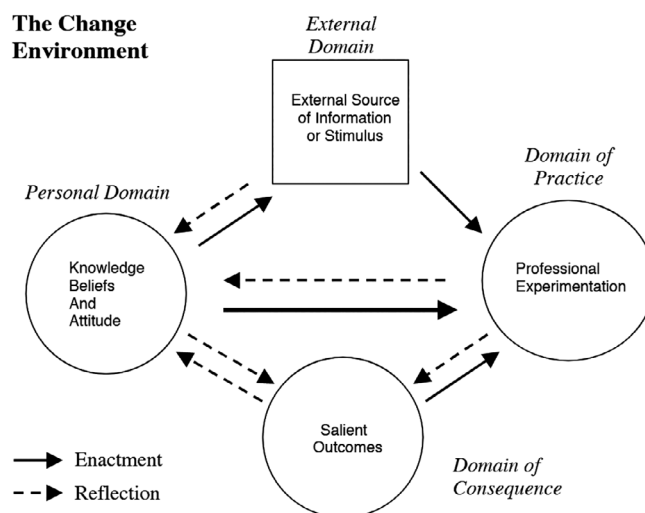 The Change
Environment
External
Domain
External Source
of Information
or Stimulus
Personal Domain
Domain of
Practice
Knowledge
Beliefs
And
Attitude
Professional
Experimentation
Salient
Outcomes
Domain of
Consequence
Enactment
Reflection